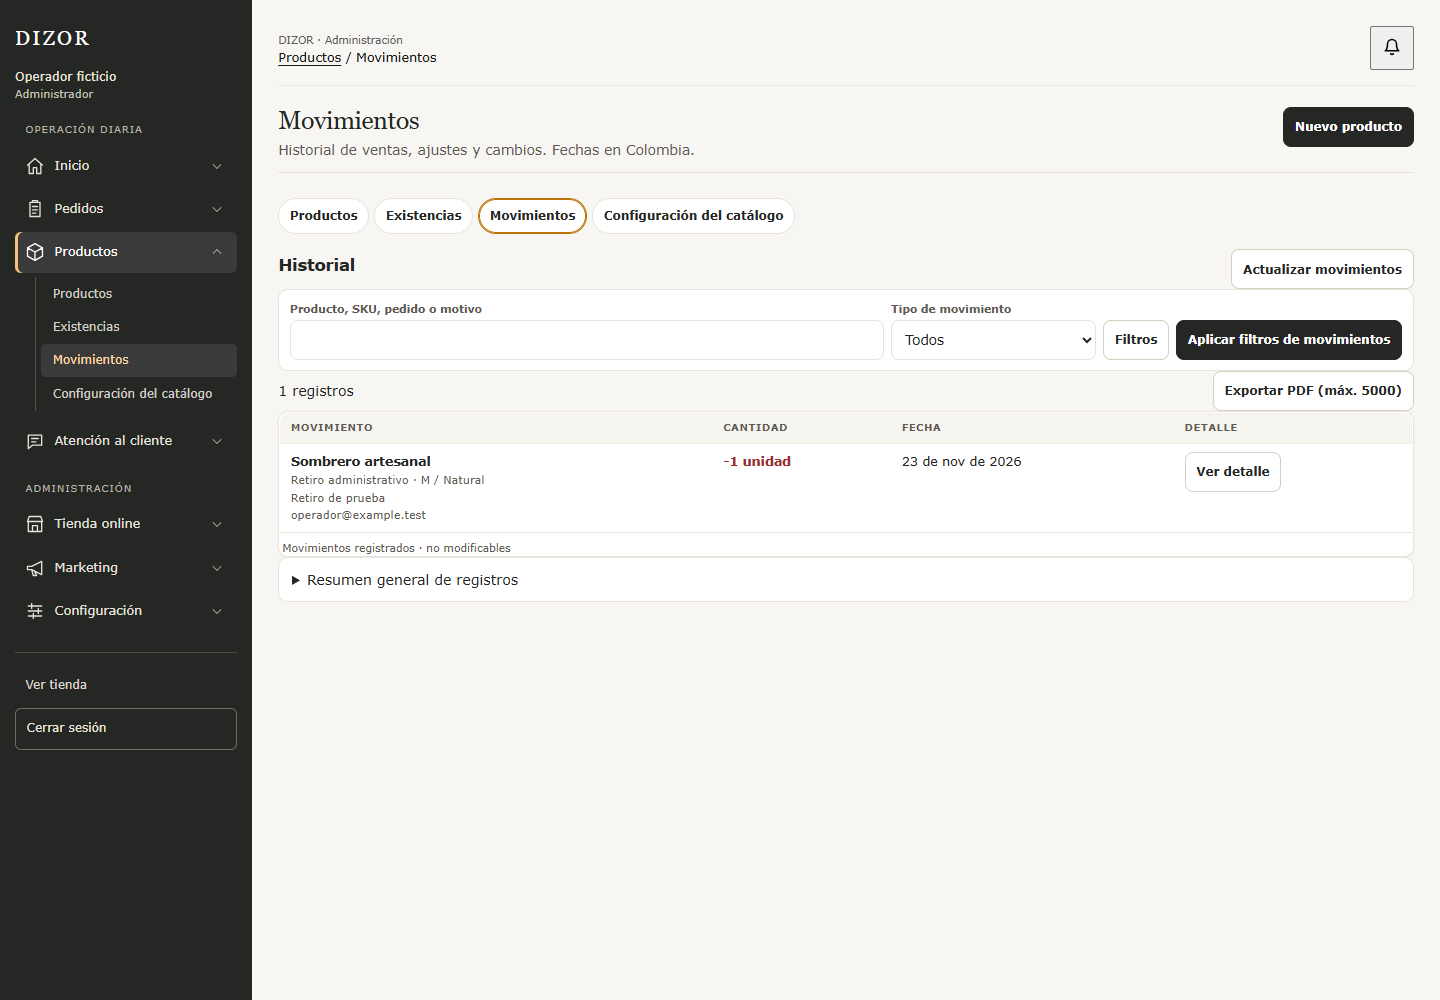 DIZOR
Operador ficticio
Administrador
OPERACIÓN DIARIA
Inicio
Pedidos
Productos
Productos
Existencias
Movimientos
Configuración del catálogo
Atención al cliente
ADMINISTRACIÓN
Tienda online
Marketing
Configuración
Ver tienda
Cerrar sesión
DIZOR · Administración
Productos / Movimientos
Movimientos
Historial de ventas, ajustes y cambios. Fechas en Colombia.
Nuevo producto
Productos Existencias Movimientos Configuración del catálogo
Historial
Actualizar movimientos
Producto, SKU, pedido o motivo
Tipo de movimiento
Todos
Filtros
Aplicar filtros de movimientos
1 registros
Exportar PDF (máx. 5000)
MOVIMIENTO CANTIDAD FECHA DETALLE
Sombrero artesanal -1 unidad 23 de nov de 2026 Ver detalle
Retiro administrativo · M / Natural
Retiro de prueba
operador@example.test
Movimientos registrados · no modificables
Resumen general de registros